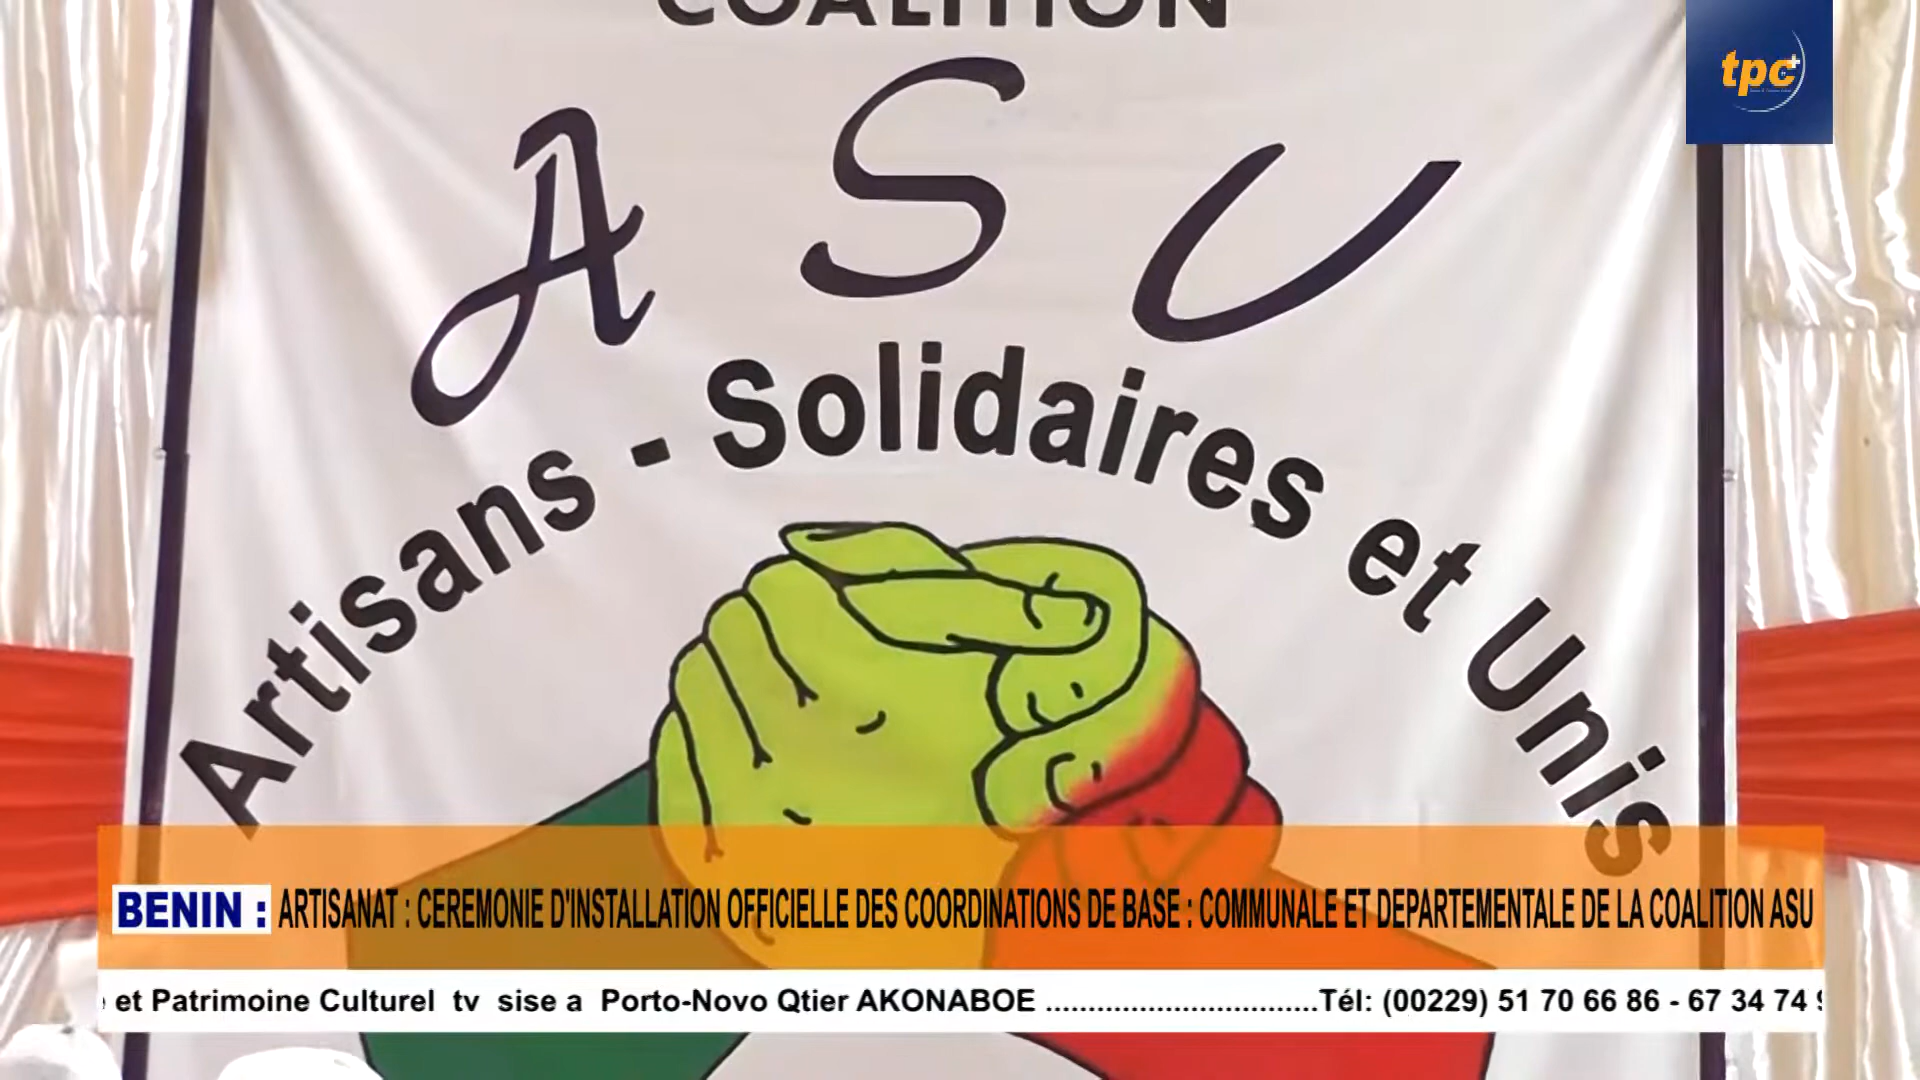 COALITION
A S U
Artisans - Solidaires et Unis
tpc+
BENIN : ARTISANAT : CEREMONIE D'INSTALLATION OFFICIELLE DES COORDINATIONS DE BASE : COMMUNALE ET DEPARTEMENTALE DE LA COALITION ASU
et Patrimoine Culturel tv sise a Porto-Novo Qtier AKONABOE ................................Tél: (00229) 51 70 66 86 - 67 34 74